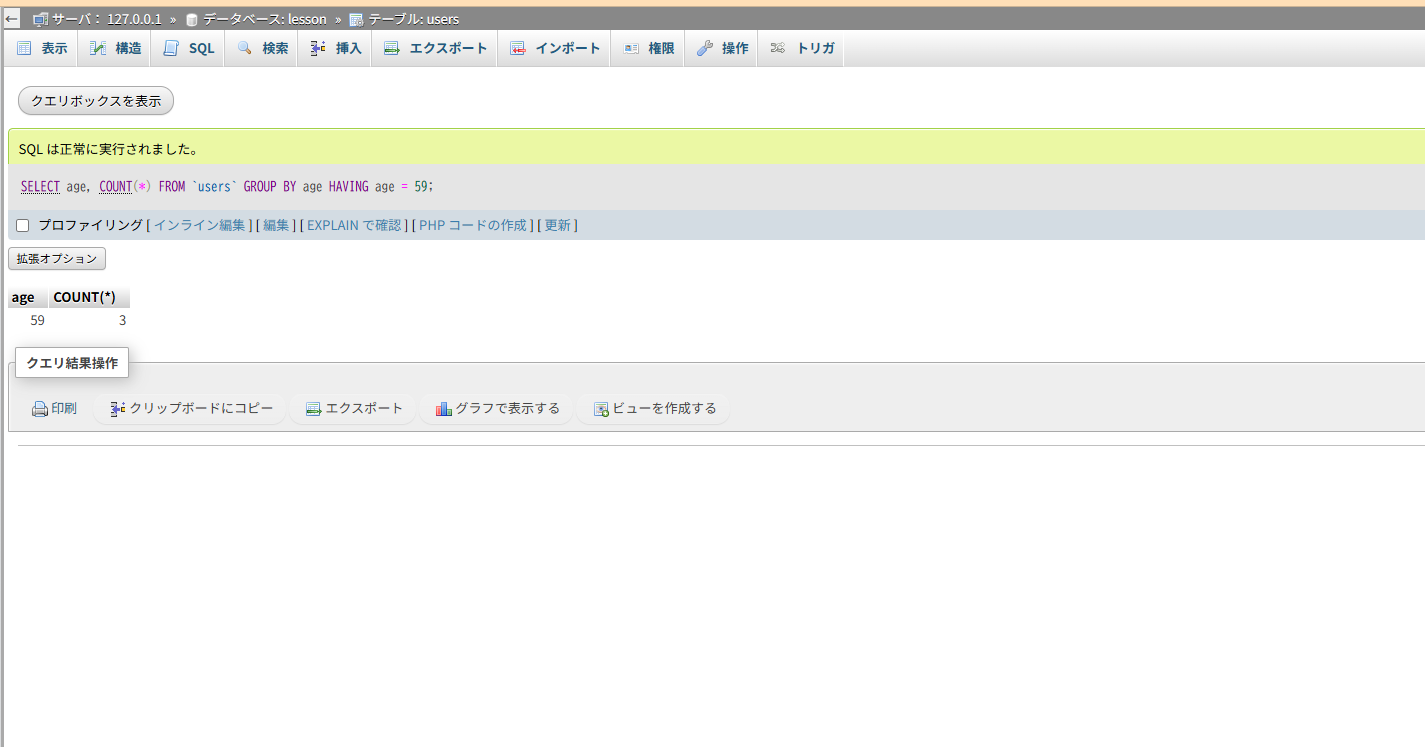 ← サーバ： 127.0.0.1 » データベース: lesson » テーブル: users
表示 構造 SQL 検索 挿入 エクスポート インポート 権限 操作 トリガ
クエリボックスを表示
SQL は正常に実行されました。
SELECT age, COUNT(*) FROM `users` GROUP BY age HAVING age = 59;
プロファイリング [ インライン編集 ] [ 編集 ] [ EXPLAIN で確認 ] [ PHP コードの作成 ] [ 更新 ]
拡張オプション
age COUNT(*)
59 3
クエリ結果操作
印刷 クリップボードにコピー エクスポート グラフで表示する ビューを作成する